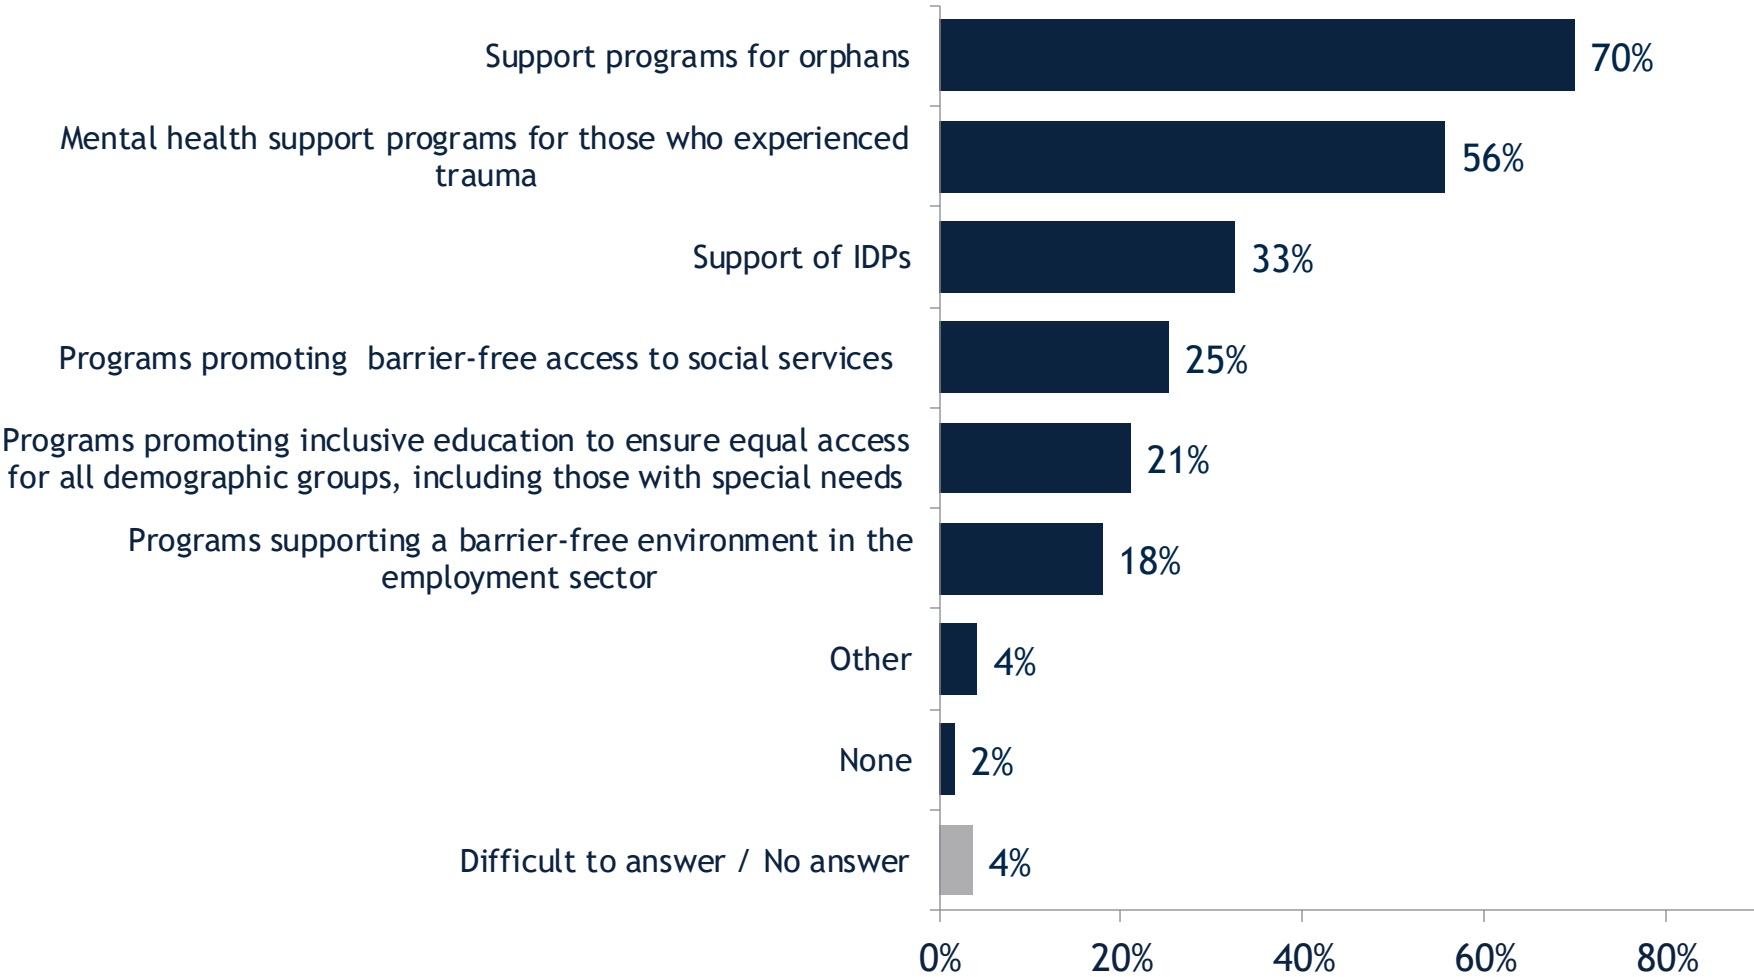 Support programs for orphans
70%
Mental health support programs for those who experienced
trauma
56%
Support of IDPs
33%
Programs promoting  barrier-free access to social services
25%
Programs promoting inclusive education to ensure equal access
for all demographic groups, including those with special needs
21%
Programs supporting a barrier-free environment in the
employment sector
18%
Other
4%
None
2%
Difficult to answer / No answer
4%
0%
20%
40%
60%
80%